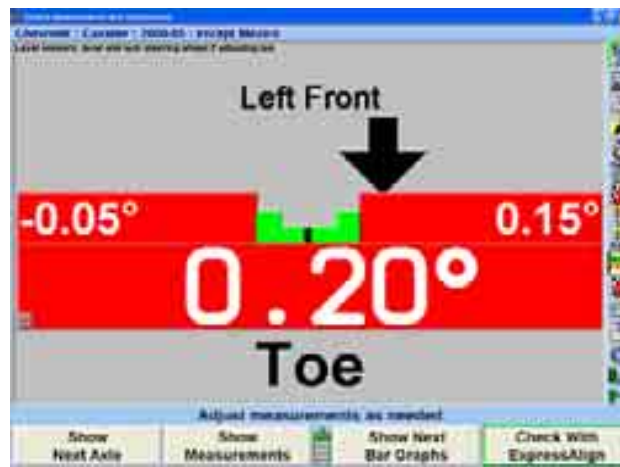 Chevrolet : Cavalier : 2000-05 : except Mexico
Left Front
-0.05°
0.15°
0.20°
Toe
Adjust measurements as needed
Show Next Axle
Show Measurements
Show Next Bar Graphs
Check With ExpressAlign